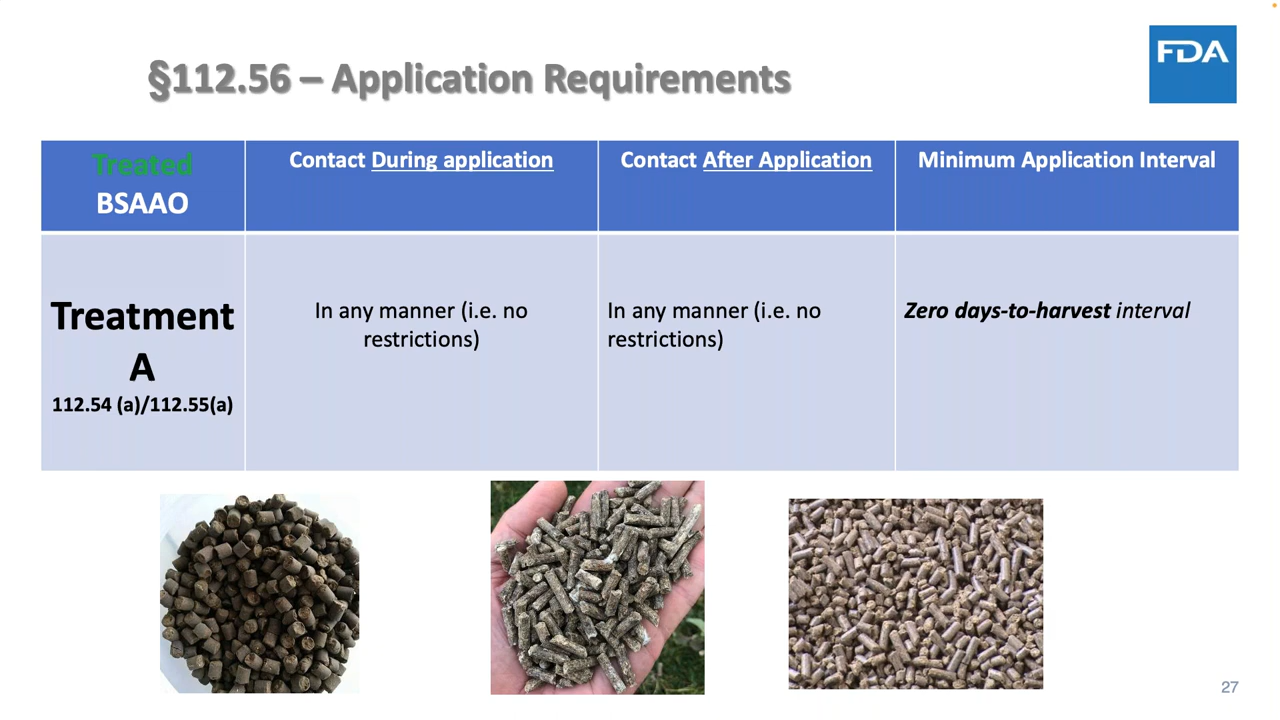 §112.56 – Application Requirements
FDA
Treated
BSAAO
Contact During application
Contact After Application
Minimum Application Interval
Treatment
A
112.54 (a)/112.55(a)
In any manner (i.e. no
restrictions)
In any manner (i.e. no
restrictions)
Zero days-to-harvest interval
27